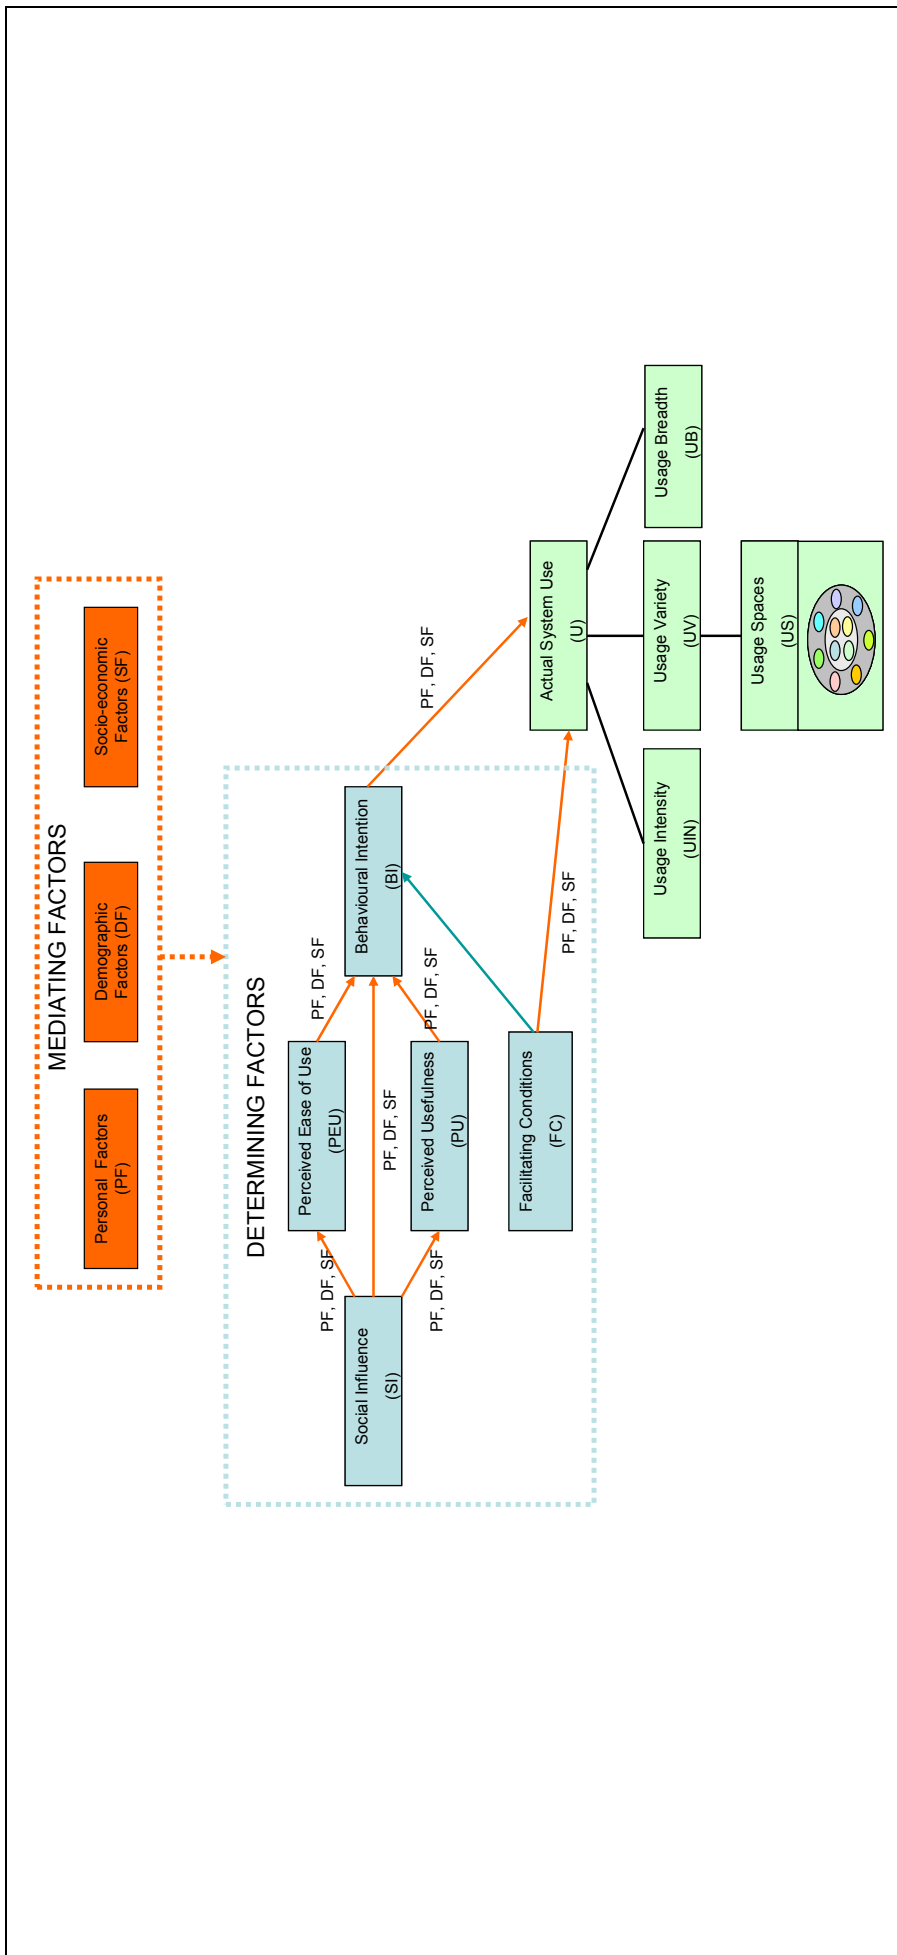 MEDIATING FACTORS
Personal Factors
(PF)
Demographic
Factors (DF)
Socio-economic
Factors (SF)
DETERMINING FACTORS
Social Influence
(SI)
PF, DF, SF
PF, DF, SF
PF, DF, SF
Perceived Ease of Use
(PEU)
Perceived Usefulness
(PU)
Facilitating Conditions
(FC)
PF, DF, SF
PF, DF, SF
Behavioural Intention
(BI)
PF, DF, SF
PF, DF, SF
Actual System Use
(U)
Usage Intensity
(UIN)
Usage Variety
(UV)
Usage Breadth
(UB)
Usage Spaces
(US)